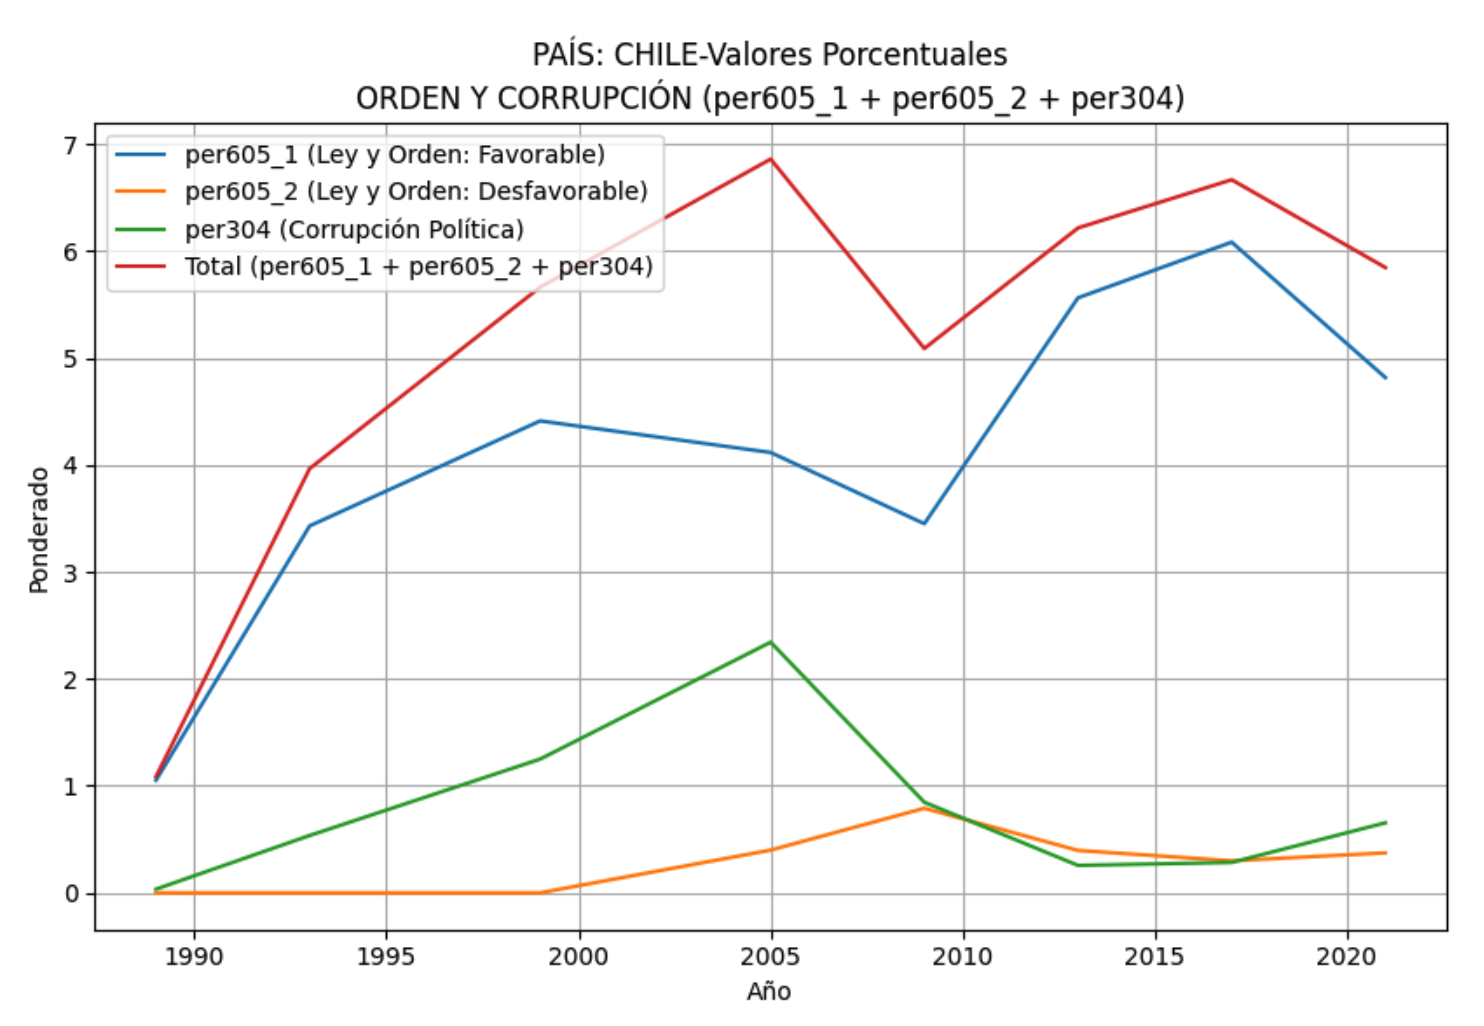 PAÍS: CHILE-Valores Porcentuales
ORDEN Y CORRUPCIÓN (per605_1 + per605_2 + per304)
per605_1 (Ley y Orden: Favorable)
per605_2 (Ley y Orden: Desfavorable)
per304 (Corrupción Política)
Total (per605_1 + per605_2 + per304)
7
6
5
4
3
2
1
0
Ponderado
1990 1995 2000 2005 2010 2015 2020
Año